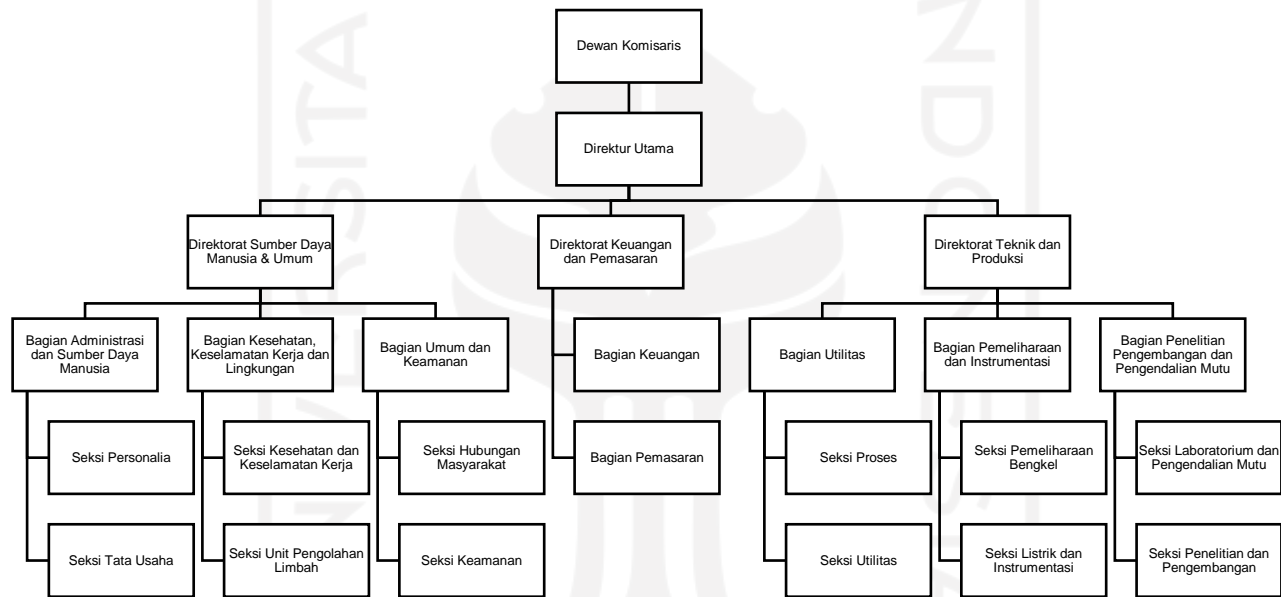 Dewan Komisaris
Direktur Utama
Direktorat Sumber Daya
Manusia & Umum
Direktorat Keuangan
dan Pemasaran
Direktorat Teknik dan
Produksi
Bagian Administrasi
dan Sumber Daya
Manusia
Bagian Kesehatan,
Keselamatan Kerja dan
Lingkungan
Bagian Umum dan
Keamanan
Bagian Keuangan
Bagian Utilitas
Bagian Pemeliharaan
dan Instrumentasi
Bagian Penelitian
Pengembangan dan
Pengendalian Mutu
Seksi Personalia
Seksi Kesehatan dan
Keselamatan Kerja
Seksi Hubungan
Masyarakat
Bagian Pemasaran
Seksi Proses
Seksi Pemeliharaan
Bengkel
Seksi Laboratorium dan
Pengendalian Mutu
Seksi Tata Usaha
Seksi Unit Pengolahan
Limbah
Seksi Keamanan
Seksi Utilitas
Seksi Listrik dan
Instrumentasi
Seksi Penelitian dan
Pengembangan